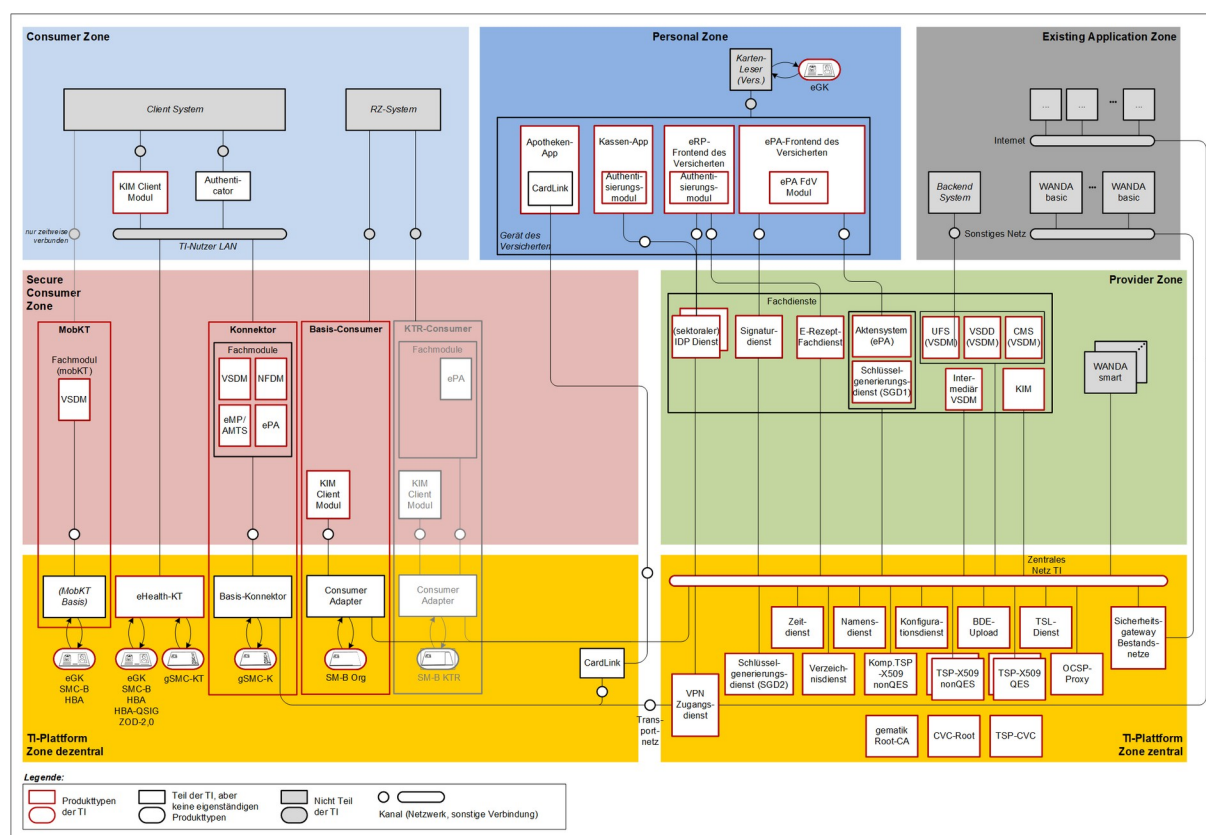 Consumer Zone
Client System
RZ-System
KIM Client
Modul
Authenti-
cator
nur zeitweise
verbunden
TI-Nutzer LAN
Personal Zone
Karten-
Leser
(Vers.)
eGK
Apotheken-
App
CardLink
Kassen-App
Authenti-
sierungs-
modul
eRP-
Frontend des
Versicherten
Authenti-
sierungs-
modul
ePA-Frontend des
Versicherten
ePA FdV
Modul
Gerät des
Versicherten
Existing Application Zone
...
...
...
...
...
Internet
Backend
System
WANDA
basic
...
WANDA
basic
Sonstiges Netz
Secure
Consumer
Zone
MobKT
Fachmodul
(mobKT)
VSDM
Konnektor
Fachmodule
VSDM
NFDM
eMP/
AMTS
ePA
Basis-Consumer
KIM
Client
Modul
KTR-Consumer
Fachmodule
ePA
KIM
Client
Modul
Provider Zone
Fachdienste
(sektoraler)
IDP Dienst
Signatur-
dienst
E-Rezept-
Fachdienst
Aktensystem
(ePA)
Schlüssel-
generierungs-
dienst (SGD1)
UFS
(VSDM)
VSDD
(VSDM)
CMS
(VSDM)
Inter-
mediär
VSDM
KIM
WANDA
smart
(MobKT
Basis)
eHealth-KT
Basis-Konnektor
Consumer
Adapter
Consumer
Adapter
eGK
SMC-B
HBA
eGK
SMC-B
HBA
HBA-QSIG
ZOD-2,0
gSMC-KT
gSMC-K
SM-B Org
SM-B KTR
CardLink
TI-Plattform
Zone dezentral
Trans-
port-
netz
Zentrales
Netz TI
Zeit-
dienst
Namens-
dienst
Konfigura-
tionsdienst
BDE-
Upload
TSL-
Dienst
Sicherheits-
gateway
Bestands-
netze
VPN
Zugangs-
dienst
Schlüssel-
generierungs-
dienst (SGD2)
Verzeichnis-
dienst
Komp.TSP
-X509
nonQES
TSP-X509
nonQES
TSP-X509
QES
OCSP-
Proxy
gematik
Root-CA
CVC-Root
TSP-CVC
TI-Plattform
Zone zentral
Legende:
Produkttypen
der TI
Teil der TI, aber
keine eigenständigen
Produkttypen
Nicht Teil
der TI
Kanal (Netzwerk, sonstige Verbindung)